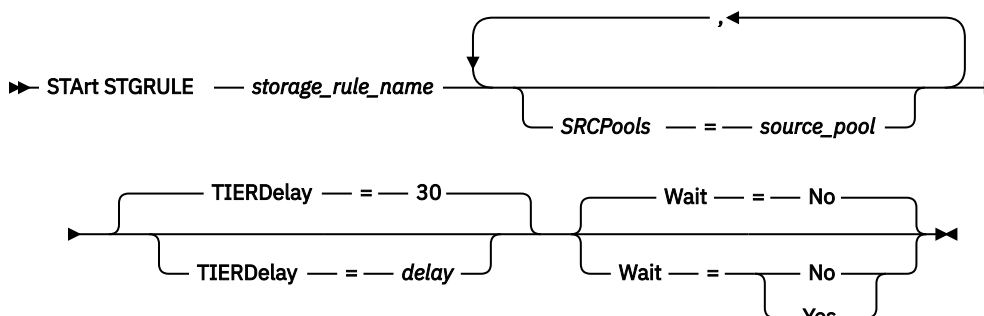 ,
STArt STGRULE storage_rule_name
SRCPools = source_pool
TIERDelay = 30 Wait = No
TIERDelay = delay Wait = No
Yes